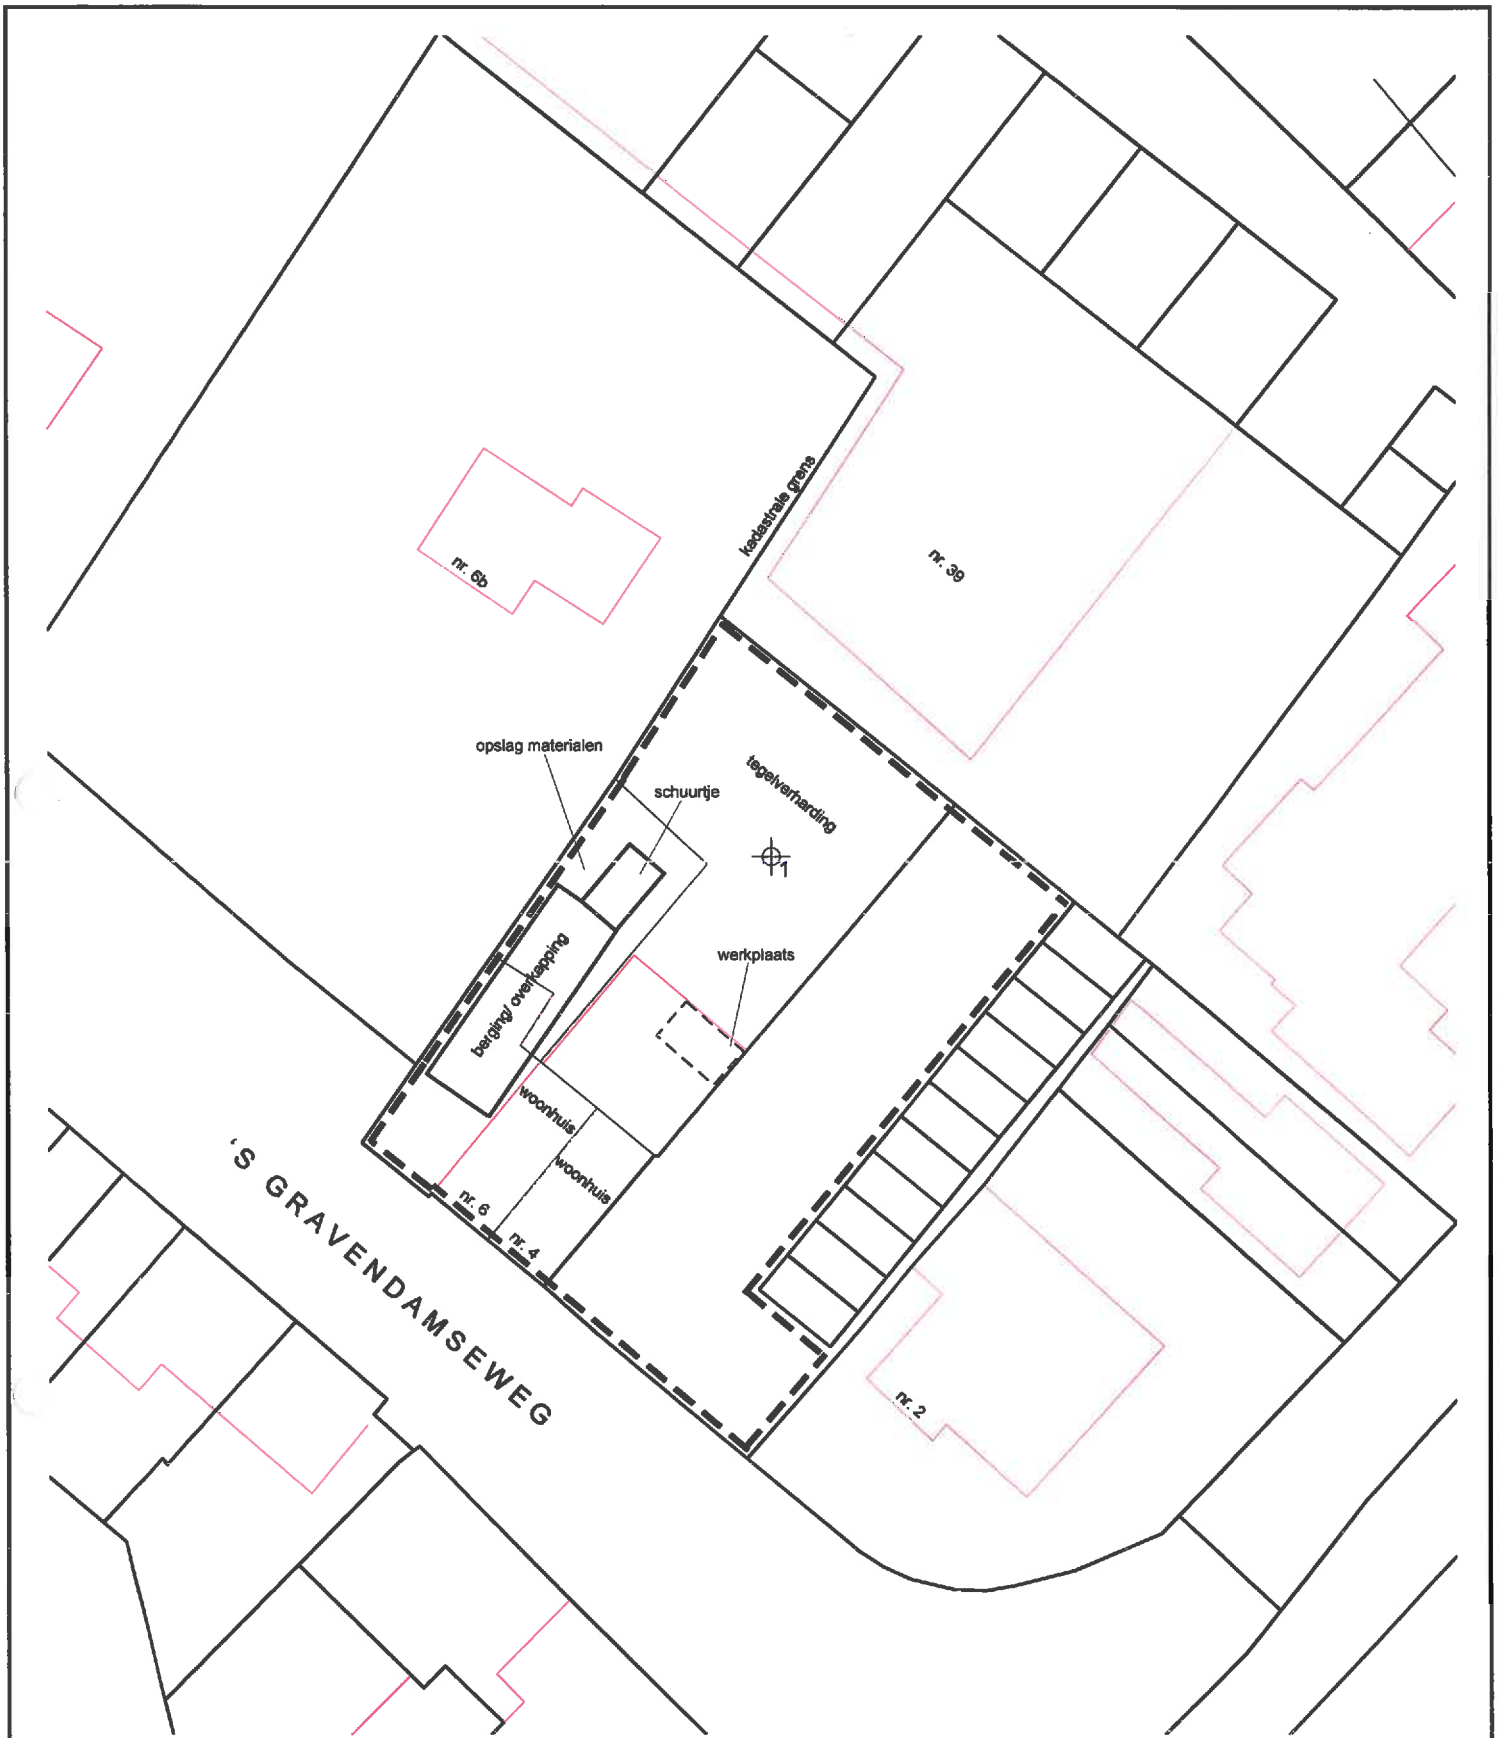 kadastrale grens
nr. 39
nr. 6b
opslag materialen
schuurtje
tegelverharding
1
werkplaats
berging/ overkapping
woonhuis
woonhuis
nr. 6
nr. 4
'S GRAVENDAMSEWEG
nr. 2